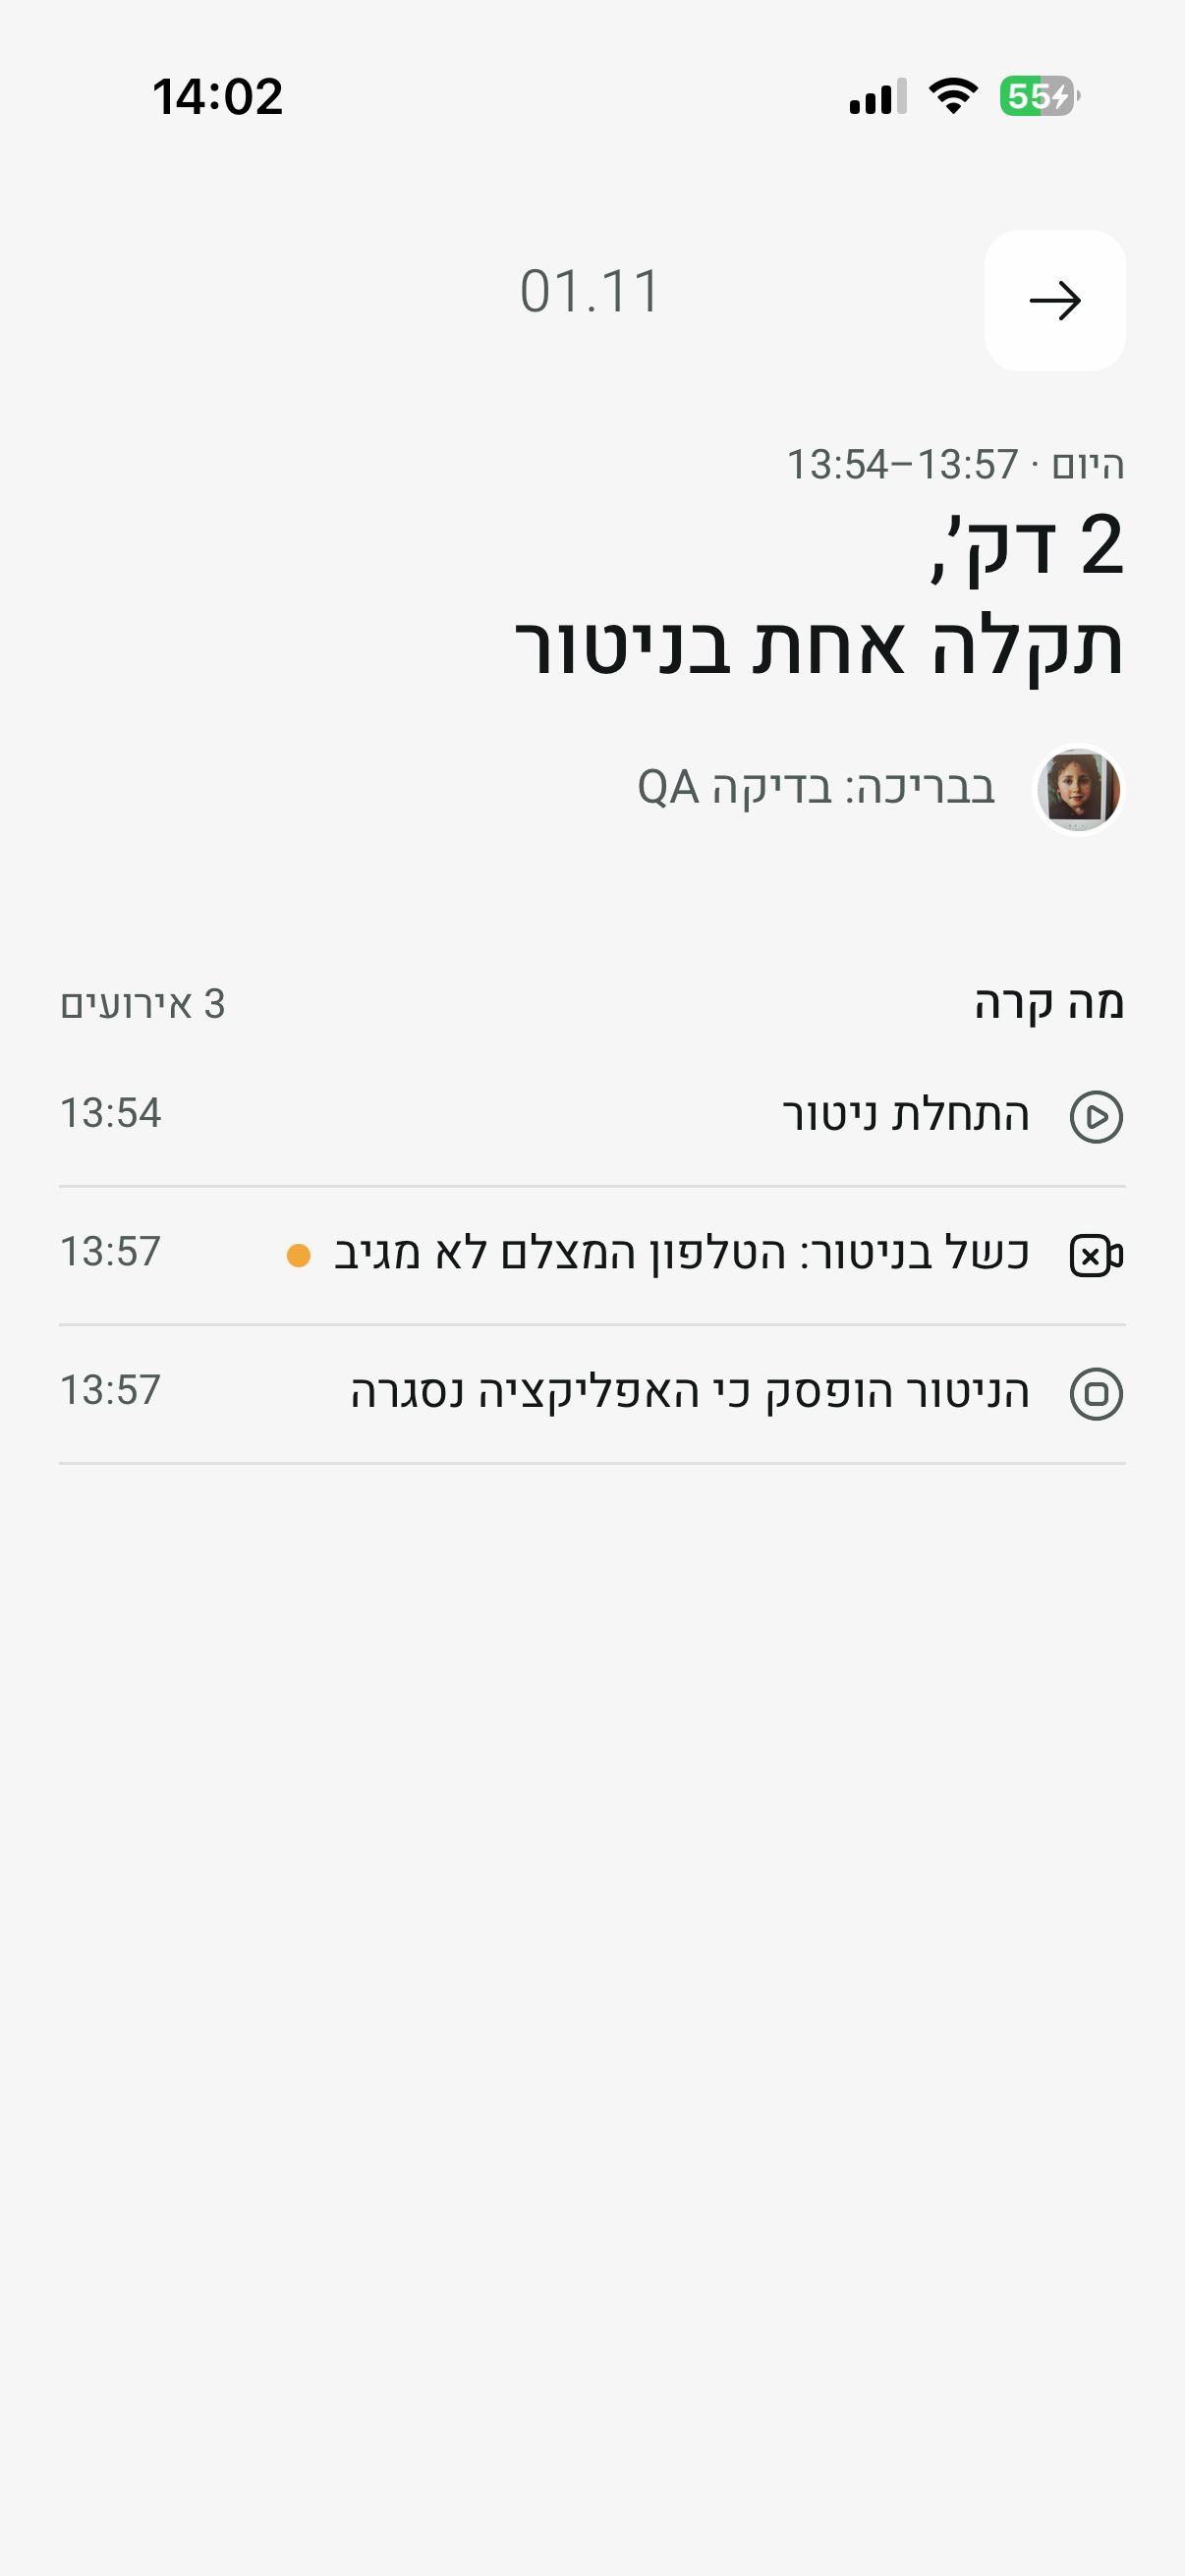 14:02
55
01.11
היום · 13:54–13:57
2 דק׳,
תקלה אחת בניטור
בבריכה: בדיקה QA
מה קרה
3 אירועים
התחלת ניטור
13:54
כשל בניטור: הטלפון המצלם לא מגיב
13:57
הניטור הופסק כי האפליקציה נסגרה
13:57